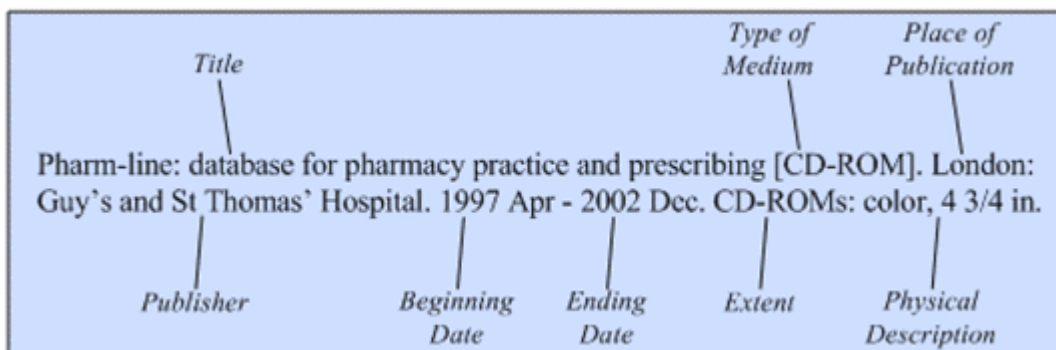 Type of Place of
Title Medium Publication
Pharm-line: database for pharmacy practice and prescribing [CD-ROM]. London:
Guy's and St Thomas' Hospital. 1997 Apr - 2002 Dec. CD-ROMs: color, 4 3/4 in.
Publisher Beginning Ending Extent Physical
Date Date Description